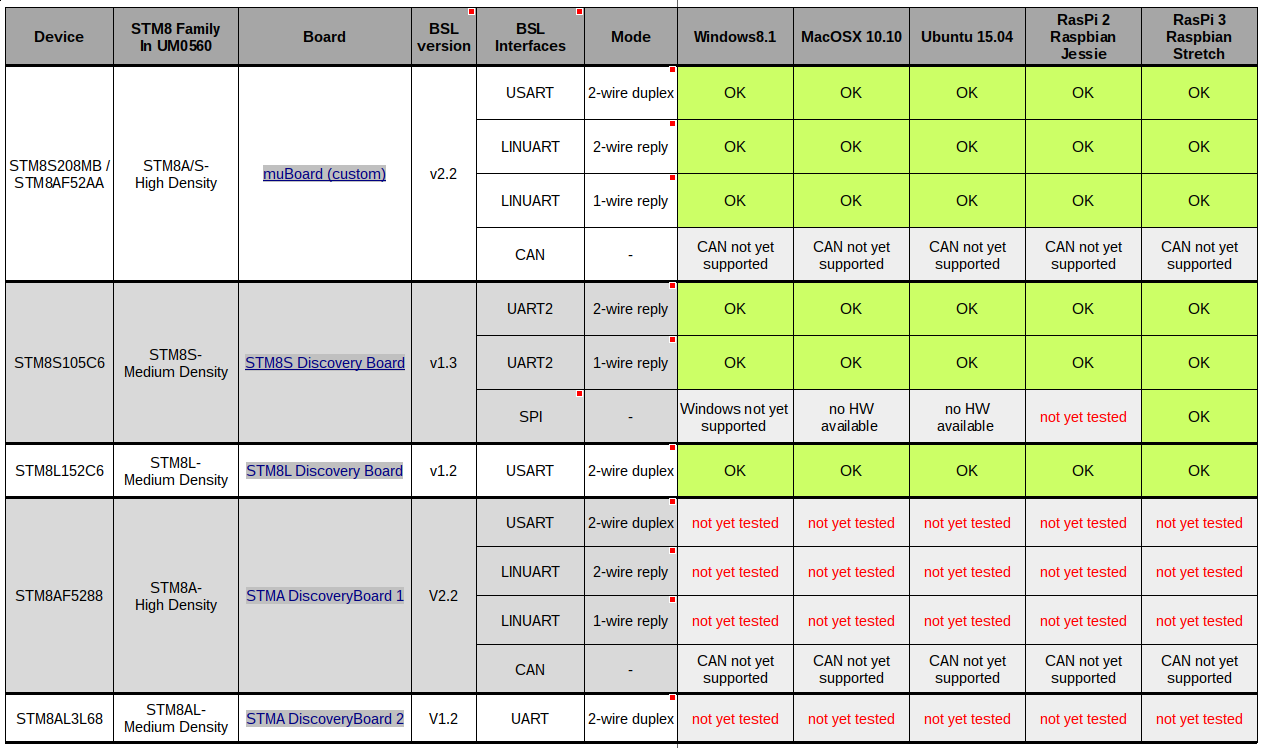 Device
STM8 Family
In UM0560
Board
BSL
version
BSL
Interfaces
Mode
Windows8.1
MacOSX 10.10
Ubuntu 15.04
RasPi 2
Raspbian
Jessie
RasPi 3
Raspbian
Stretch
STM8S208MB /
STM8AF52AA
STM8A/S-
High Density
muBoard (custom)
v2.2
USART
2-wire duplex
OK
OK
OK
OK
OK
LINUART
2-wire reply
OK
OK
OK
OK
OK
LINUART
1-wire reply
OK
OK
OK
OK
OK
CAN
-
CAN not yet
supported
CAN not yet
supported
CAN not yet
supported
CAN not yet
supported
CAN not yet
supported
STM8S105C6
STM8S-
Medium Density
STM8S Discovery Board
v1.3
UART2
2-wire reply
OK
OK
OK
OK
OK
UART2
1-wire reply
OK
OK
OK
OK
OK
SPI
-
Windows not yet
supported
no HW
available
no HW
available
not yet tested
OK
STM8L152C6
STM8L-
Medium Density
STM8L Discovery Board
v1.2
USART
2-wire duplex
OK
OK
OK
OK
OK
STM8AF5288
STM8A-
High Density
STMA DiscoveryBoard 1
V2.2
USART
2-wire duplex
not yet tested
not yet tested
not yet tested
not yet tested
not yet tested
LINUART
2-wire reply
not yet tested
not yet tested
not yet tested
not yet tested
not yet tested
LINUART
1-wire reply
not yet tested
not yet tested
not yet tested
not yet tested
not yet tested
CAN
-
CAN not yet
supported
CAN not yet
supported
CAN not yet
supported
CAN not yet
supported
CAN not yet
supported
STM8AL3L68
STM8AL-
Medium Density
STMA DiscoveryBoard 2
V1.2
UART
2-wire duplex
not yet tested
not yet tested
not yet tested
not yet tested
not yet tested